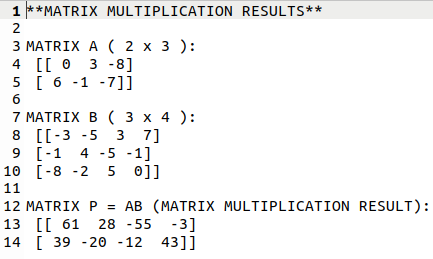 1 **MATRIX MULTIPLICATION RESULTS**
2
3 MATRIX A ( 2 x 3 ):
4  [[ 0  3 -8]
5  [ 6 -1 -7]]
6
7 MATRIX B ( 3 x 4 ):
8  [[-3 -5  3  7]
9  [-1  4 -5 -1]
10  [-8 -2  5  0]]
11
12 MATRIX P = AB (MATRIX MULTIPLICATION RESULT):
13  [[ 61  28 -55  -3]
14  [ 39 -20 -12  43]]